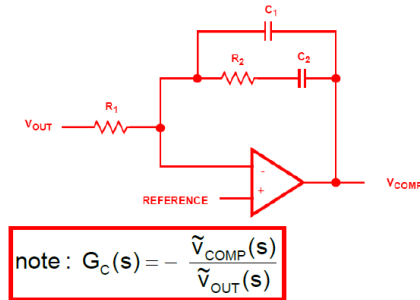 C1
R2
C2
R1
VOUT
-
+
VCOMP
REFERENCE
note : GC(s) = − ṽCOMP(s) / ṽOUT(s)